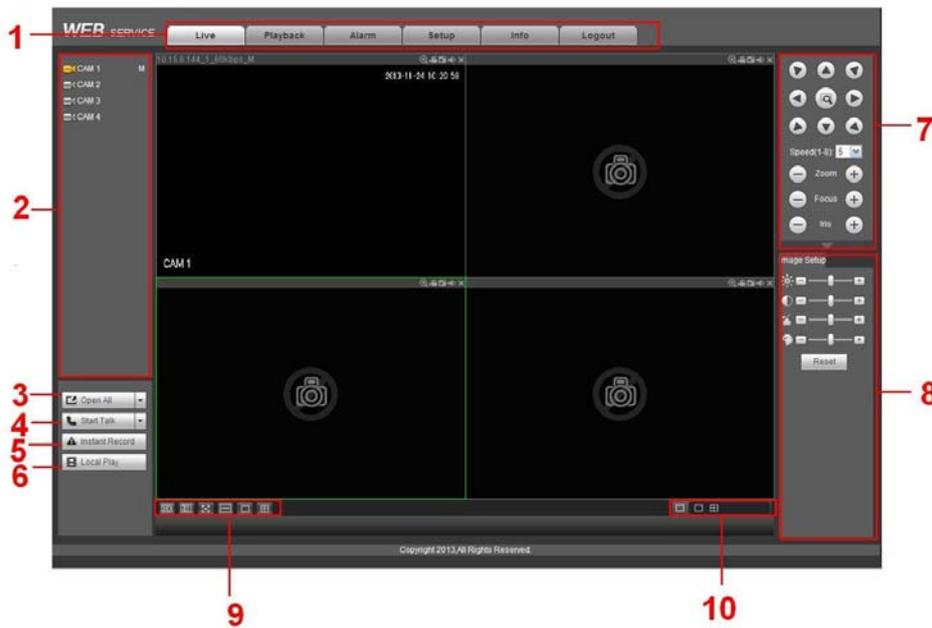 WEB SERVICE
Live
Playback
Alarm
Setup
Info
Logout
1
CAM 1 M
CAM 2
CAM 3
CAM 4
2013-11-24 10:20:58
CAM 1
2
7
Speed(1-8): 5
Zoom
Focus
Iris
mage Setup
Reset
8
3
Open All
4
Start Talk
5
Instant Record
6
Local Play
Copyright 2013,All Rights Reserved.
9
10